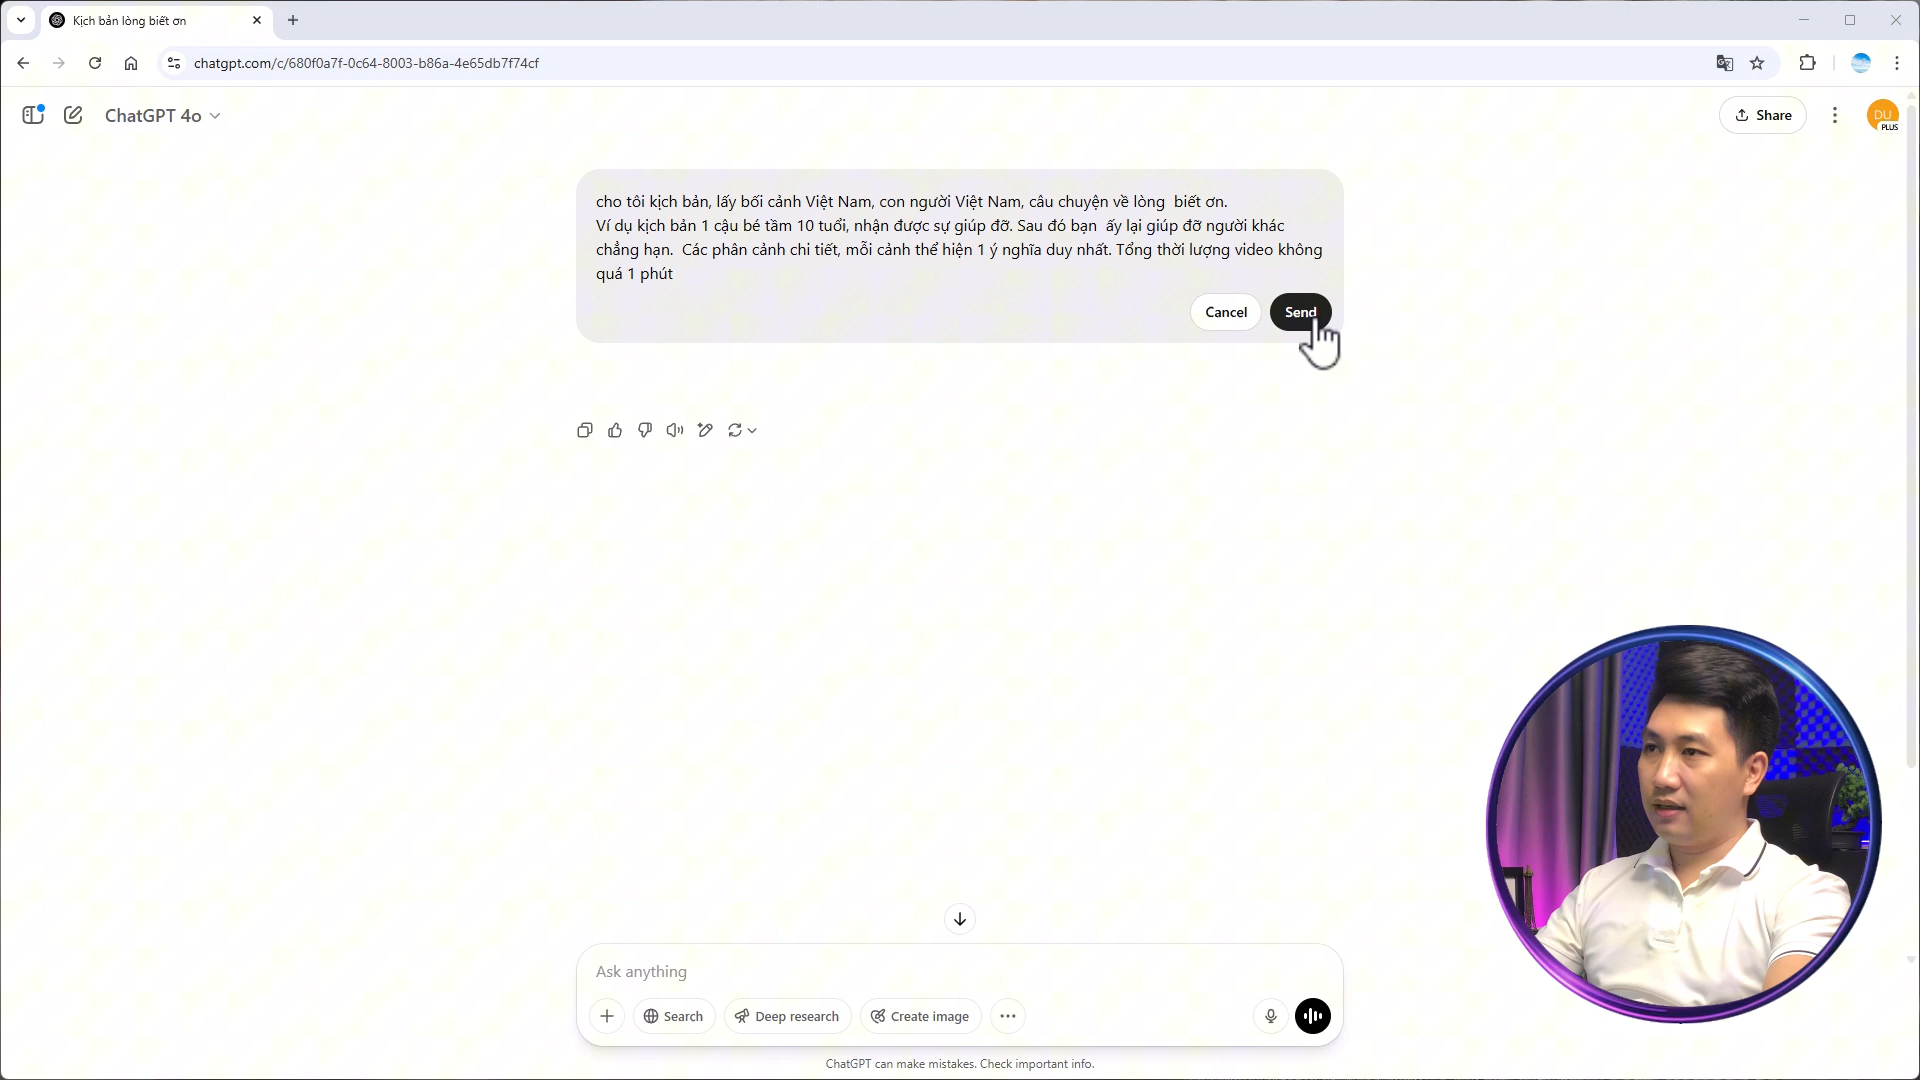 Kịch bản lòng biết ơn
chatgpt.com/c/680f0a7f-0c64-8003-b86a-4e65db7f74cf
ChatGPT 4o
Share
DU
PLUS
cho tôi kịch bản, lấy bối cảnh Việt Nam, con người Việt Nam, câu chuyện về lòng  biết ơn.
Ví dụ kịch bản 1 cậu bé tầm 10 tuổi, nhận được sự giúp đỡ. Sau đó bạn  ấy lại giúp đỡ người khác
chẳng hạn.  Các phân cảnh chi tiết, mỗi cảnh thể hiện 1 ý nghĩa duy nhất. Tổng thời lượng video không
quá 1 phút
Cancel
Send
Ask anything
Search
Deep research
Create image
ChatGPT can make mistakes. Check important info.